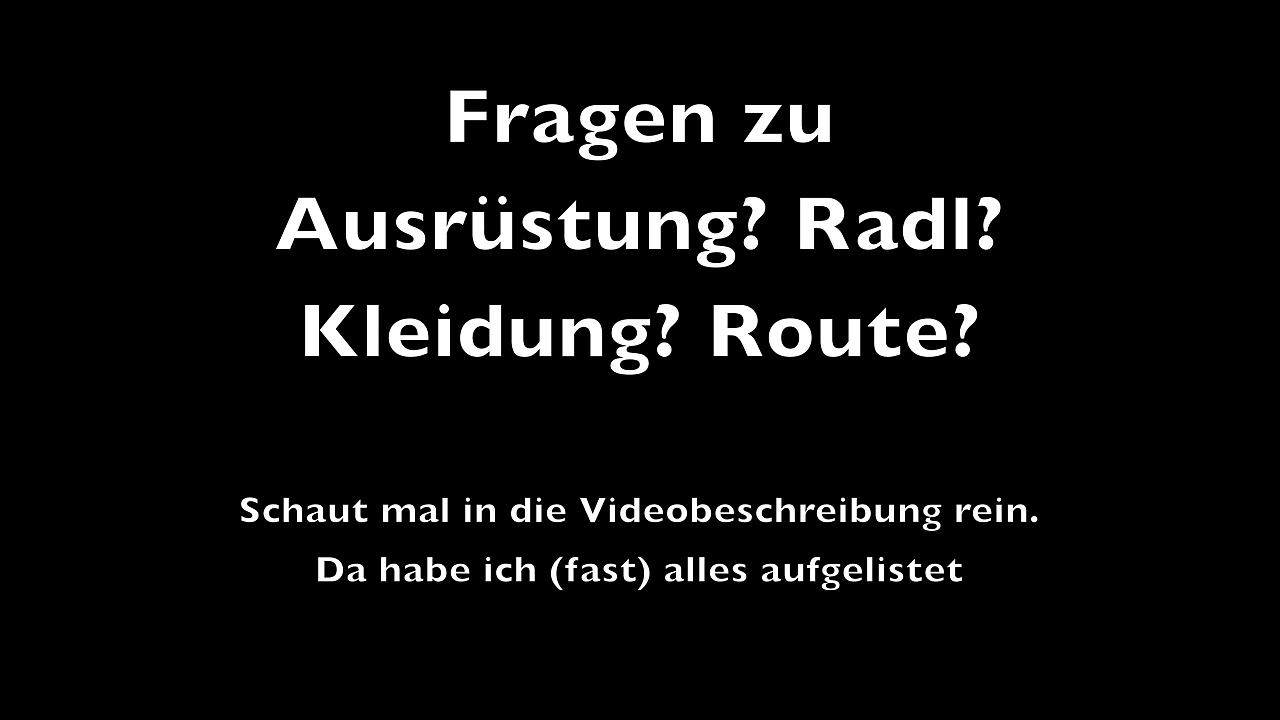 Fragen zu
Ausrüstung? Radl?
Kleidung? Route?
Schaut mal in die Videobeschreibung rein.
Da habe ich (fast) alles aufgelistet